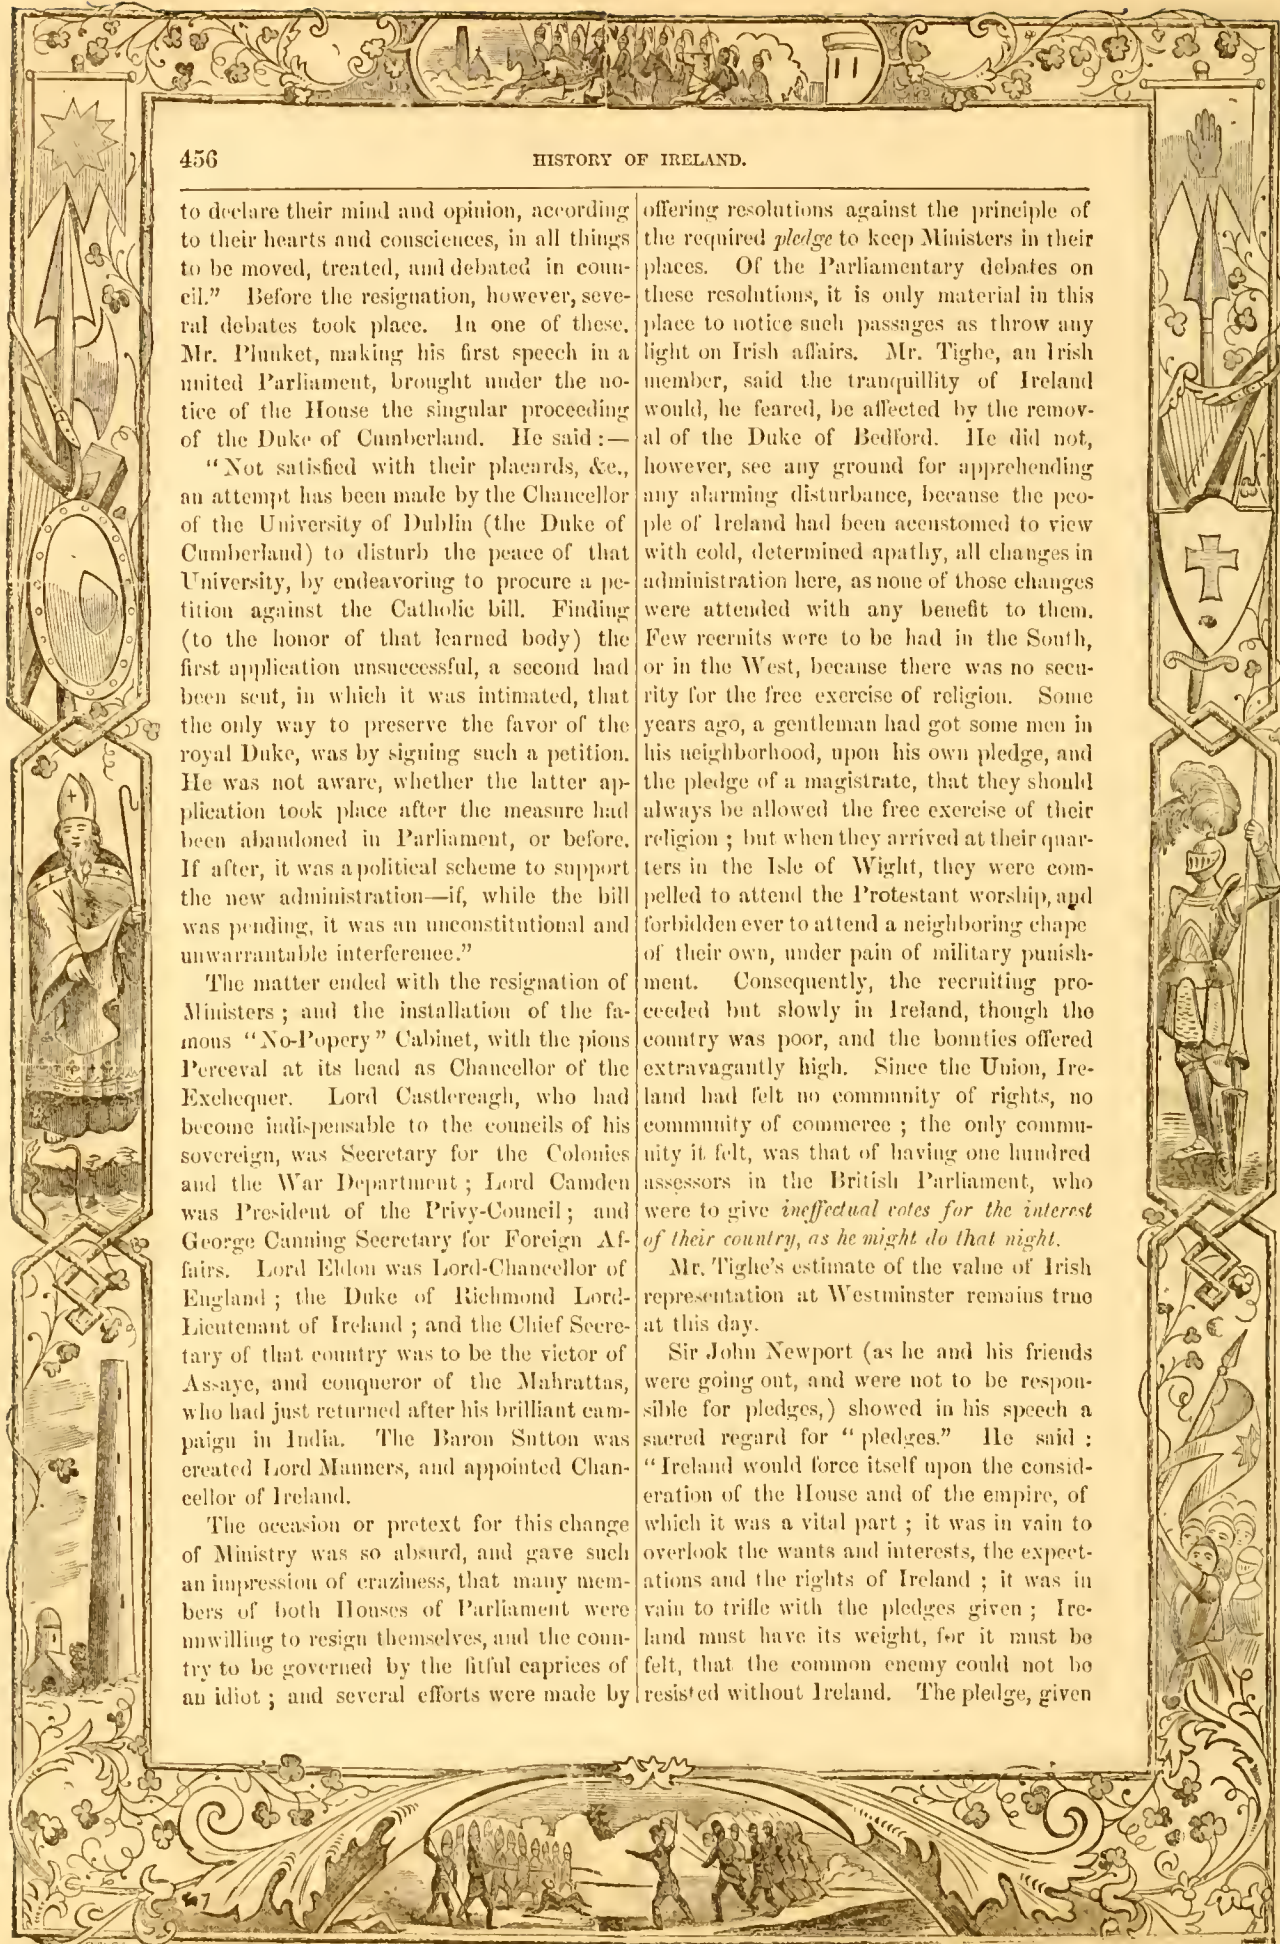 456
HISTORY OF IRELAND.
to declare their mind and opinion, according
to their hearts and consciences, in all things
to be moved, treated, and debated in coun-
cil." Before the resignation, however, seve-
ral debates took place. In one of these,
Mr. Plunket, making his first speech in a
united Parliament, brought under the no-
tice of the House the singular proceeding
of the Duke of Cumberland. He said:—
"Not satisfied with their placards, &c.,
an attempt has been made by the Chancellor
of the University of Dublin (the Duke of
Cumberland) to disturb the peace of that
University, by endeavoring to procure a pe-
tition against the Catholic bill. Finding
(to the honor of that learned body) the
first application unsuccessful, a second had
been sent, in which it was intimated, that
the only way to preserve the favor of the
royal Duke, was by signing such a petition.
He was not aware, whether the latter ap-
plication took place after the measure had
been abandoned in Parliament, or before.
If after, it was a political scheme to support
the new administration—if, while the bill
was pending, it was an unconstitutional and
unwarrantable interference."
The matter ended with the resignation of
Ministers; and the installation of the fa-
mous "No-Popery" Cabinet, with the pious
Perceval at its head as Chancellor of the
Exchequer. Lord Castlereagh, who had
become indispensable to the councils of his
sovereign, was Secretary for the Colonies
and the War Department; Lord Camden
was President of the Privy-Council; and
George Canning Secretary for Foreign Af-
fairs. Lord Eldon was Lord-Chancellor of
England; the Duke of Richmond Lord-
Lieutenant of Ireland; and the Chief Secre-
tary of that country was to be the victor of
Assaye, and conqueror of the Mahrattas,
who had just returned after his brilliant cam-
paign in India. The Baron Sutton was
created Lord Manners, and appointed Chan-
cellor of Ireland.
The occasion or pretext for this change
of Ministry was so absurd, and gave such
an impression of craziness, that many mem-
bers of both Houses of Parliament were
unwilling to resign themselves, and the coun-
try to be governed by the fitful caprices of
an idiot; and several efforts were made by
offering resolutions against the principle of
the required pledge to keep Ministers in their
places. Of the Parliamentary debates on
these resolutions, it is only material in this
place to notice such passages as throw any
light on Irish affairs. Mr. Tighe, an Irish
member, said the tranquillity of Ireland
would, he feared, be affected by the remov-
al of the Duke of Bedford. He did not,
however, see any ground for apprehending
any alarming disturbance, because the peo-
ple of Ireland had been accustomed to view
with cold, determined apathy, all changes in
administration here, as none of those changes
were attended with any benefit to them.
Few recruits were to be had in the South,
or in the West, because there was no secu-
rity for the free exercise of religion. Some
years ago, a gentleman had got some men in
his neighborhood, upon his own pledge, and
the pledge of a magistrate, that they should
always be allowed the free exercise of their
religion; but when they arrived at their quar-
ters in the Isle of Wight, they were com-
pelled to attend the Protestant worship, and
forbidden ever to attend a neighboring chape
of their own, under pain of military punish-
ment. Consequently, the recruiting pro-
ceeded but slowly in Ireland, though the
country was poor, and the bounties offered
extravagantly high. Since the Union, Ire-
land had felt no community of rights, no
community of commerce; the only commu-
nity it felt, was that of having one hundred
assessors in the British Parliament, who
were to give ineffectual votes for the interest
of their country, as he might do that night.
Mr. Tighe's estimate of the value of Irish
representation at Westminster remains true
at this day.
Sir John Newport (as he and his friends
were going out, and were not to be respon-
sible for pledges,) showed in his speech a
sacred regard for "pledges." He said:
"Ireland would force itself upon the consid-
eration of the House and of the empire, of
which it was a vital part; it was in vain to
overlook the wants and interests, the expect-
ations and the rights of Ireland; it was in
vain to trifle with the pledges given; Ire-
land must have its weight, for it must be
felt, that the common enemy could not be
resisted without Ireland. The pledge, given